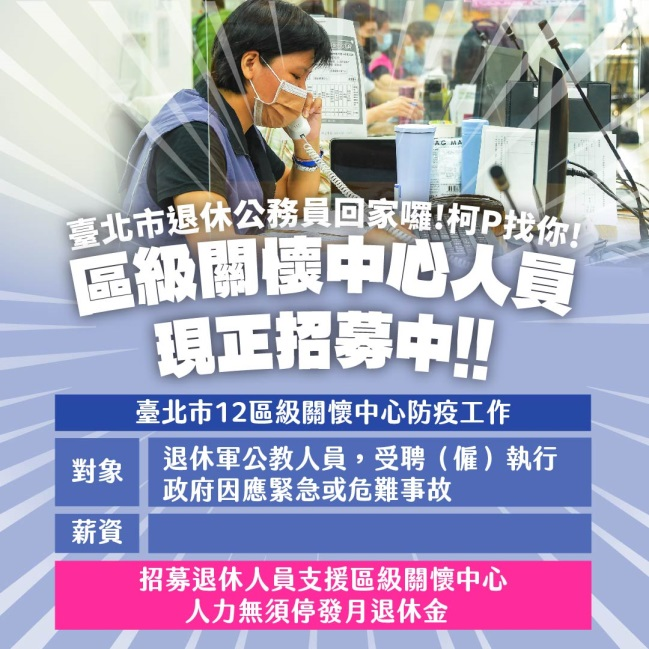 臺北市退休公務員回家囉!柯P找你!
區級關懷中心人員
現正招募中!!
臺北市12區級關懷中心防疫工作
對象
退休軍公教人員，受聘（僱）執行
政府因應緊急或危難事故
薪資
招募退休人員支援區級關懷中心
人力無須停發月退休金